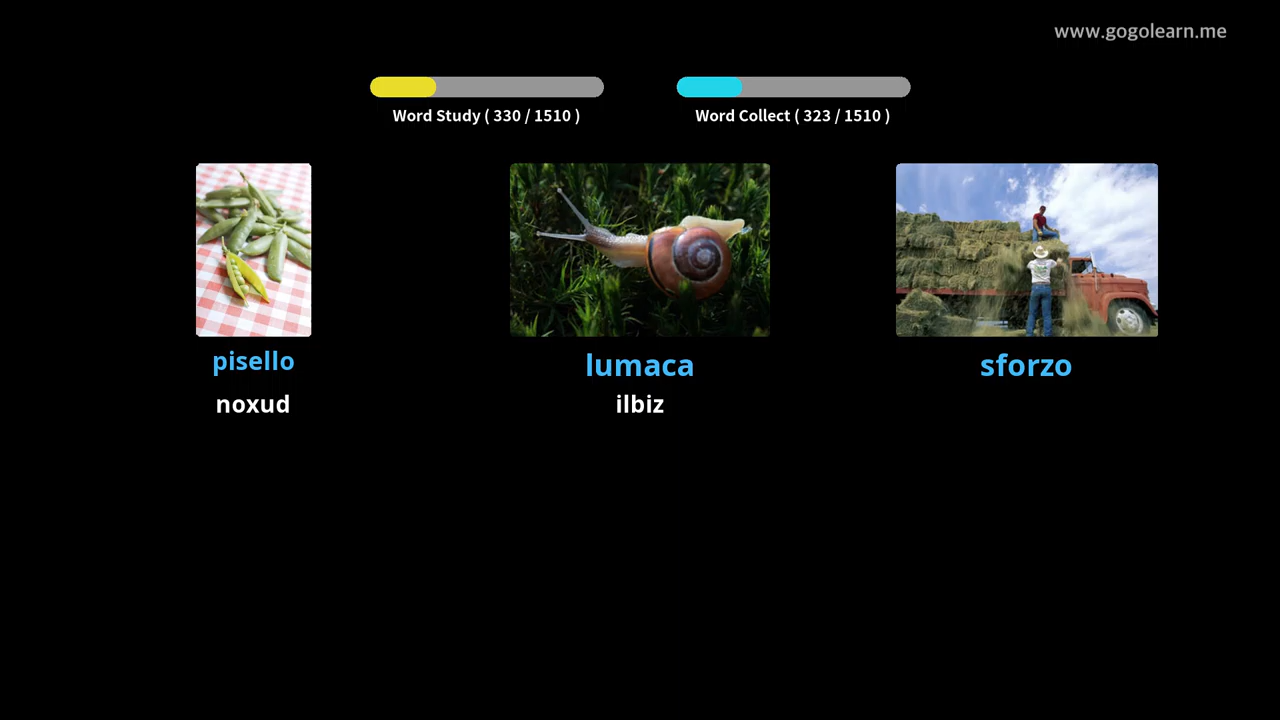 www.gogolearn.me
Word Study ( 330 / 1510 )
Word Collect ( 323 / 1510 )
pisello
lumaca
sforzo
noxud
ilbiz